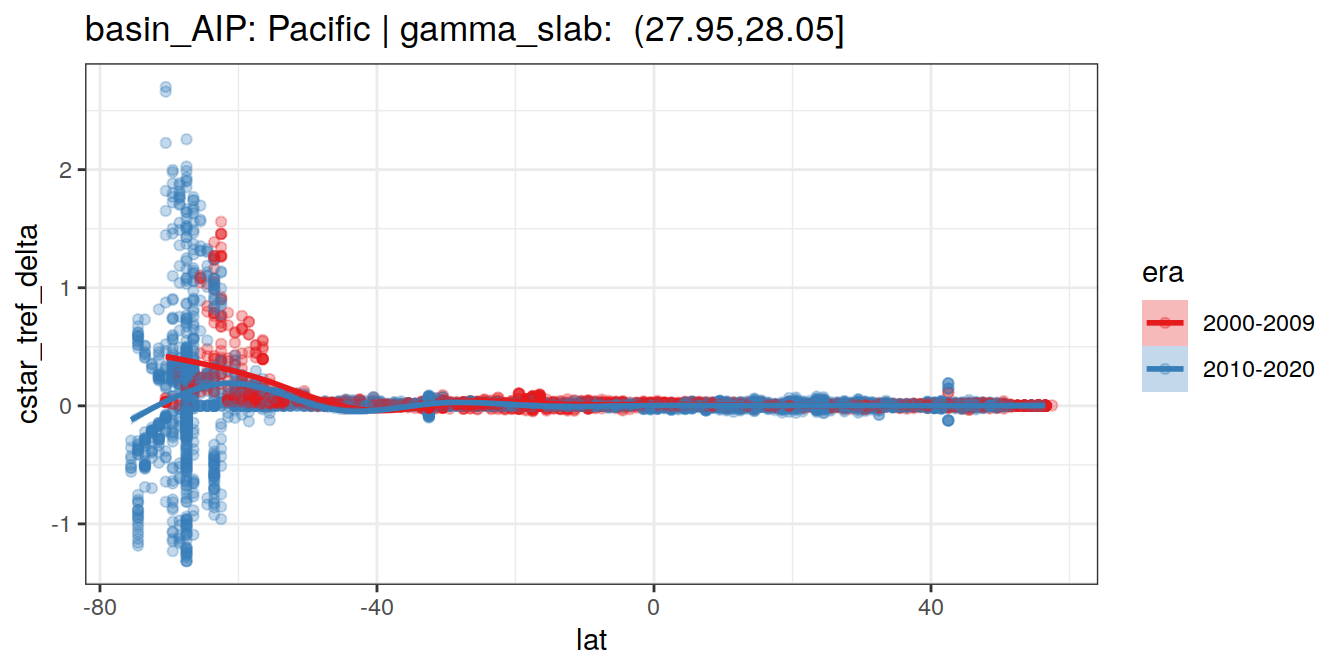 basin_AIP: Pacific | gamma_slab:  (27.95,28.05]
cstar_tref_delta
2
1
0
-1
-80
-40
0
40
lat
era
2000-2009
2010-2020